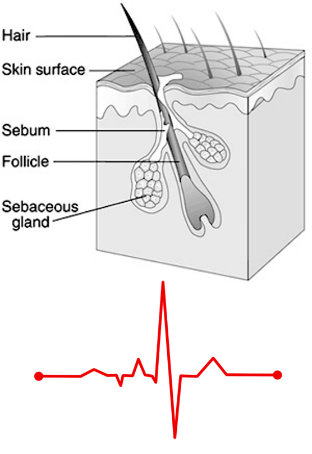 Hair
Skin surface
Sebum
Follicle
Sebaceous
gland